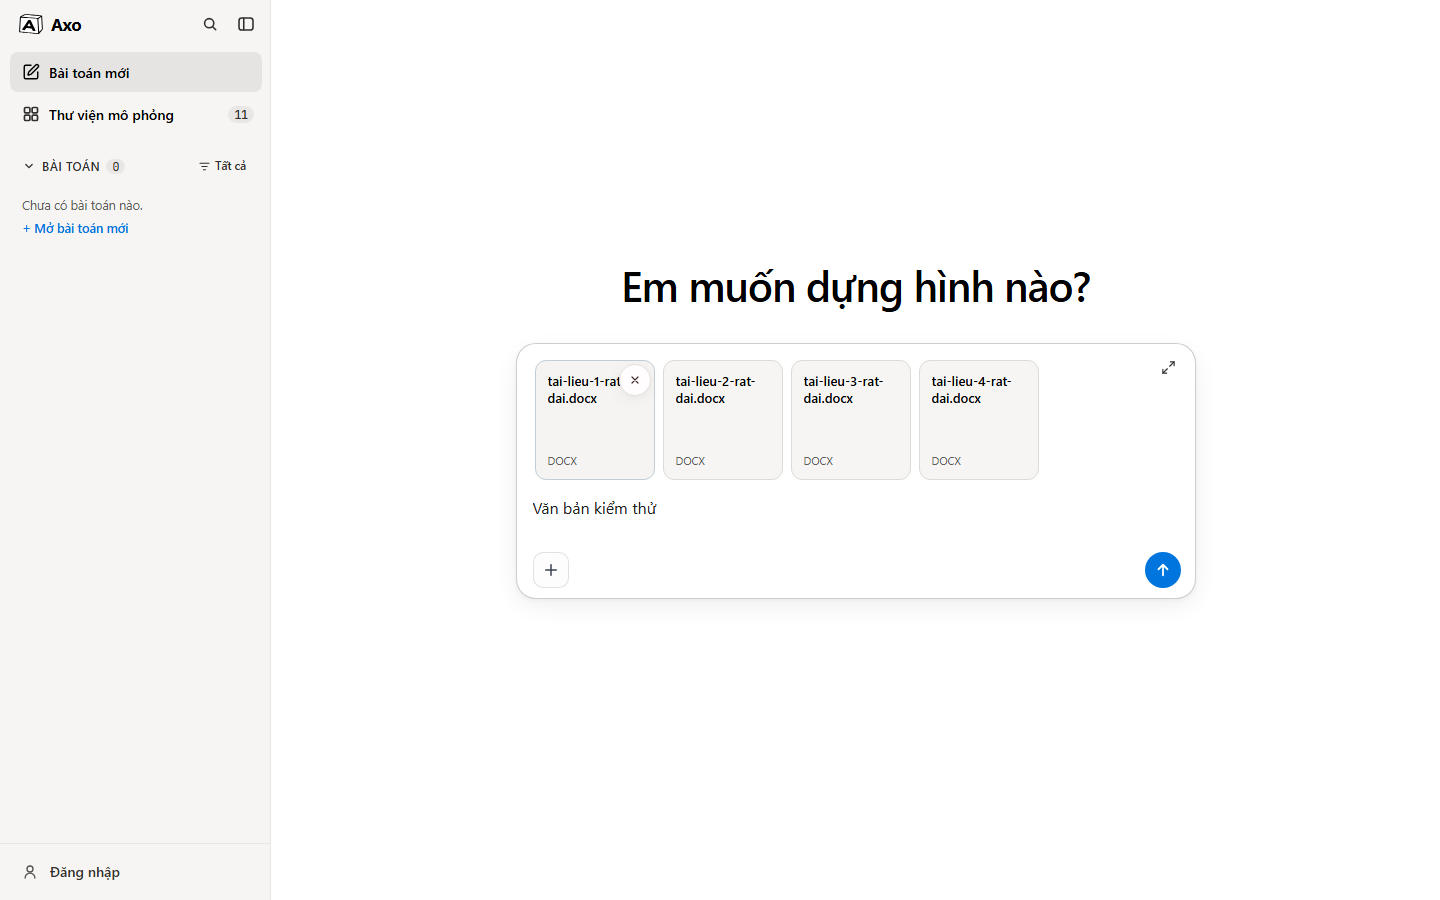 Axo
Bài toán mới
Thư viện mô phỏng 11
BÀI TOÁN 0 Tất cả
Chưa có bài toán nào.
+ Mở bài toán mới
Đăng nhập
Em muốn dựng hình nào?
tai-lieu-1-rat
dai.docx
DOCX
tai-lieu-2-rat-
dai.docx
DOCX
tai-lieu-3-rat-
dai.docx
DOCX
tai-lieu-4-rat-
dai.docx
DOCX
Văn bản kiểm thử